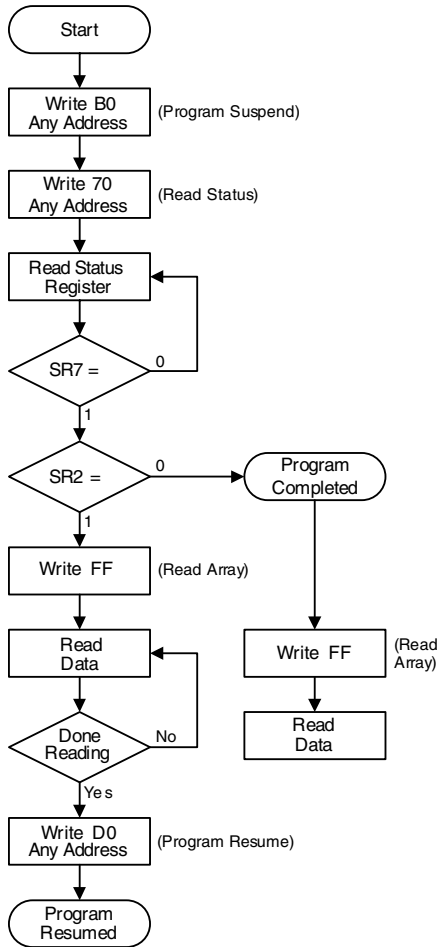 Start
Write B0
Any Address
(Program Suspend)
Write 70
Any Address
(Read Status)
Read Status
Register
SR7 =
0
1
SR2 =
0
1
Program
Completed
Write FF
(Read Array)
Read
Data
Write FF
(Read
Array)
Done
Reading
No
Yes
Read
Data
Write D0
Any Address
(Program Resume)
Program
Resumed